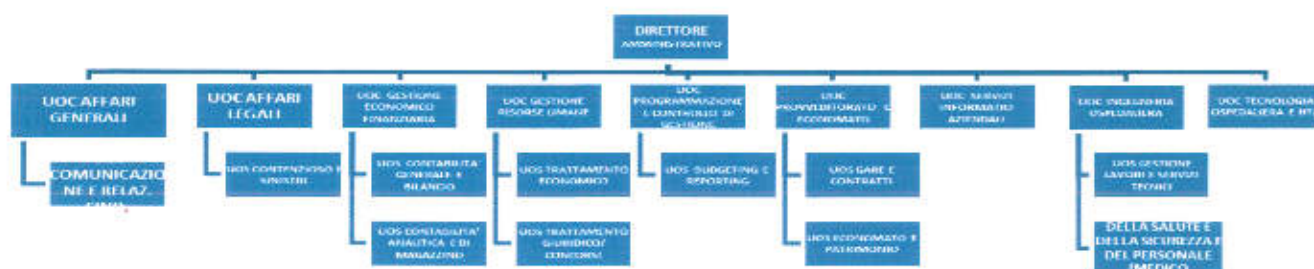 DIRETTORE
AMMINISTRATIVO
UOC AFFARI
GENERALI
UOC AFFARI
LEGALI
UOC GESTIONE
ECONOMICO
FINANZIARIA
UOC GESTIONE
RISORSE UMANE
UOC
PROGRAMMAZIONE
E CONTROLLO DI
GESTIONE
UOC
PROVVEDITORATO E
ECONOMATO
UOC SERVIZI
INFORMATICI
AZIENDALI
UOC INGEGNERIA
OSPEDALIERA
UOC TECNOLOGIE
OSPEDALIERA E
COMUNICAZIO
NE E RELAZ.
UOS CONTENZIOSO E
SINISTRI
UOS CONTABILITA'
GENERALE E
BILANCIO
UOS TRATTAMENTO
ECONOMICO
UOS BUDGETING E
REPORTING
UOS GARE E
CONTRATTI
UOS GESTIONE
LAVORI E SERVIZI
TECNICI
UOS CONTABILITA'
ANALITICA E DI
MAGAZZINO
UOS TRATTAMENTO
GIURIDICO/
CONCORSI
UOS ECONOMATO E
PATRIMONIO
DELLA SALUTE E
DELLA SICUREZZA E
DEL PERSONALE
(MEDICO